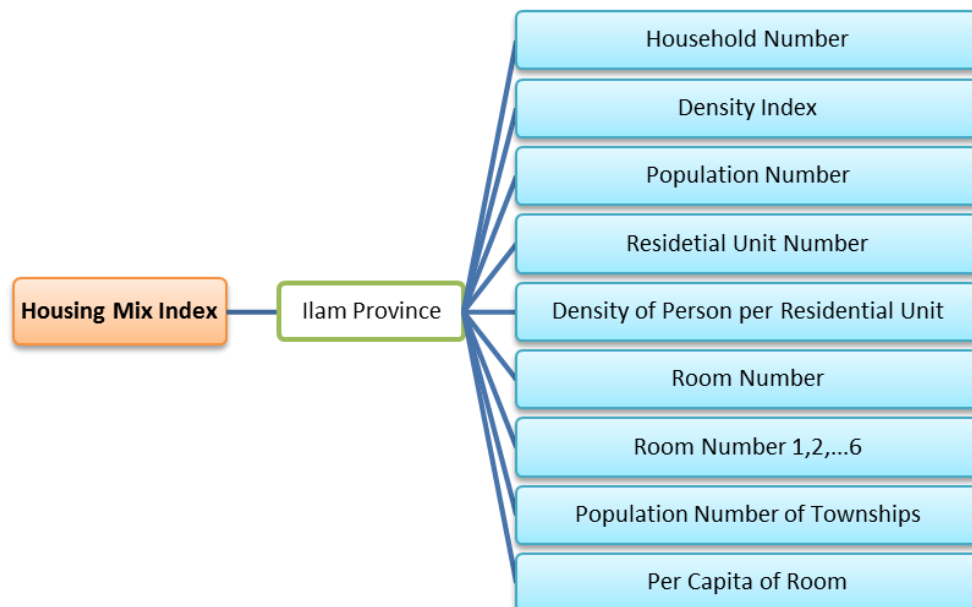 Household Number
Density Index
Population Number
Residetial Unit Number
Housing Mix Index
Ilam Province
Density of Person per Residential Unit
Room Number
Room Number 1,2,...6
Population Number of Townships
Per Capita of Room